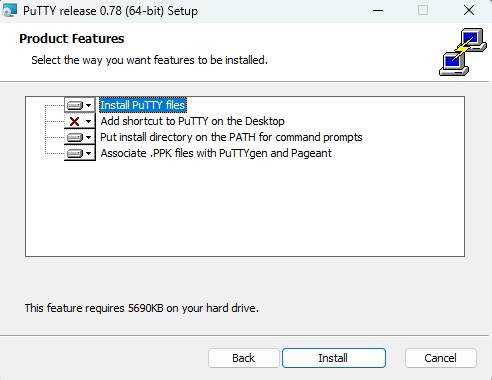 PuTTY release 0.78 (64-bit) Setup
Product Features
Select the way you want features to be installed.
Install PuTTY files
Add shortcut to PuTTY on the Desktop
Put install directory on the PATH for command prompts
Associate .PPK files with PuTTYgen and Pageant
This feature requires 5690KB on your hard drive.
Back Install Cancel